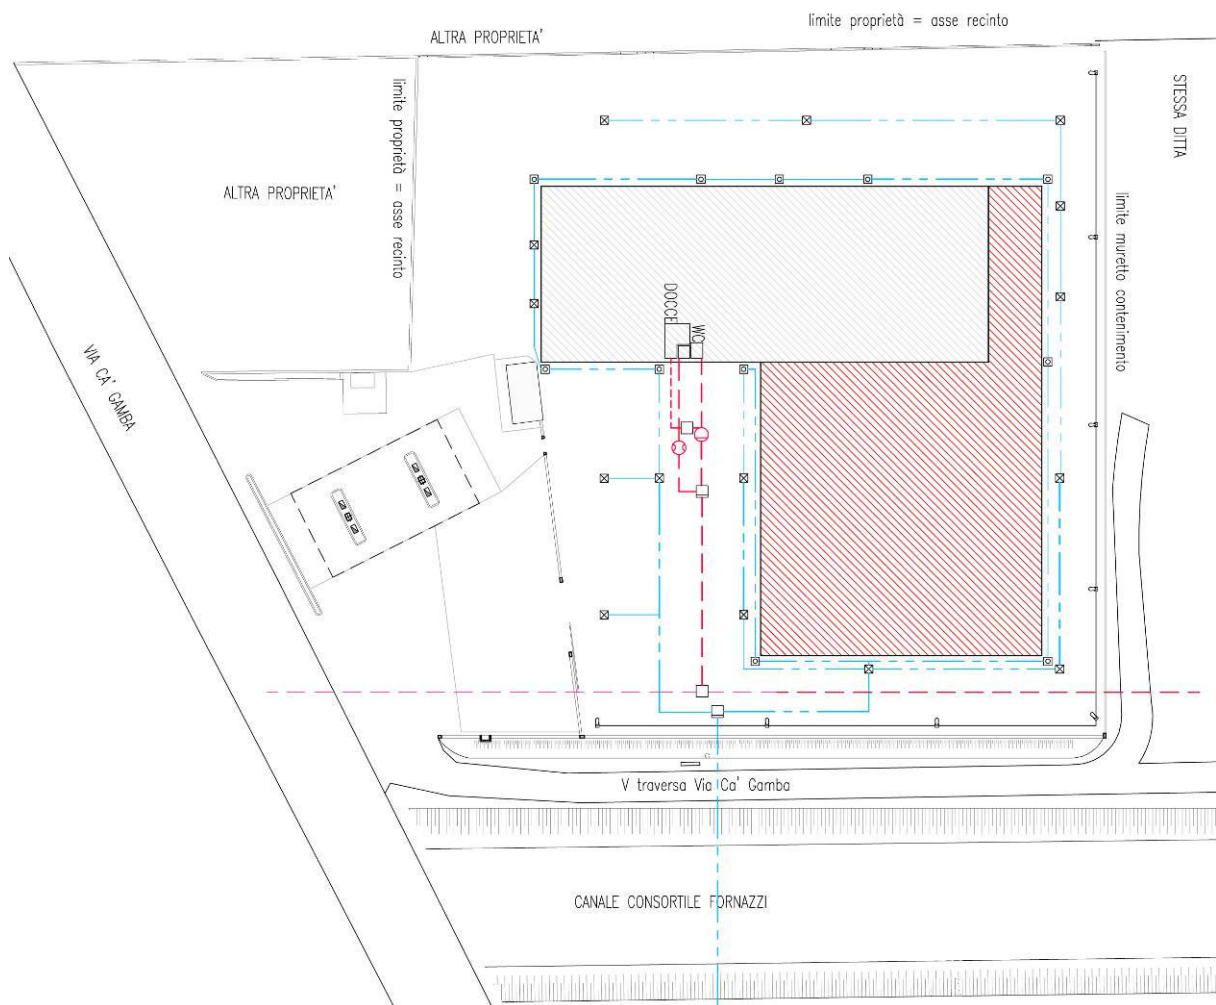 limite proprietà = asse recinto
ALTRA PROPRIETA'
STESSA DITTA
limite proprietà = asse recinto
ALTRA PROPRIETA'
limite muretto contenimento
DOCCE
WC
VIA CA' GAMBA
V traversa Via Ca' Gamba
CANALE CONSORTILE FORNAZZI